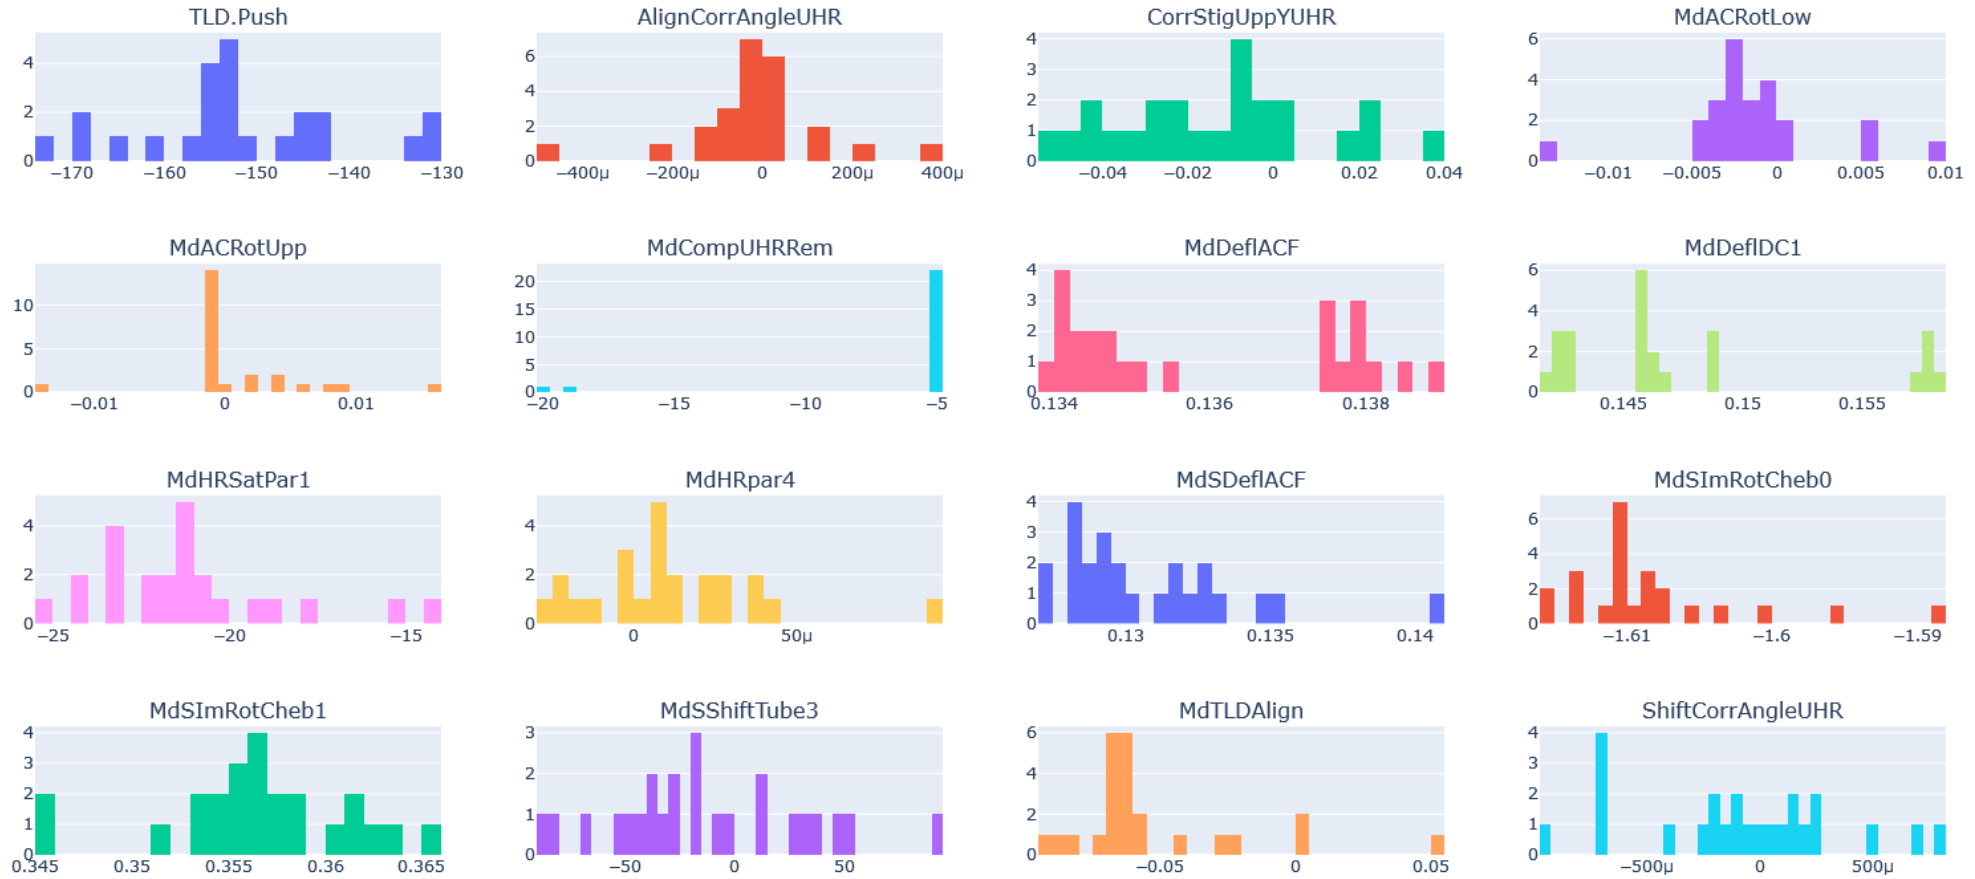 TLD.Push AlignCorrAngleUHR CorrStigUppYUHR MdACRotLow
4 2 0 6 4 2 0 4 3 2 1 0 6 4 2 0
−170 −160 −150 −140 −130 −400μ −200μ 0 200μ 400μ −0.04 −0.02 0 0.02 0.04 −0.01 −0.005 0 0.005 0.01
MdACRotUpp MdCompUHRRem MdDeflACF MdDeflDC1
10 5 0 20 15 10 5 0 4 3 2 1 0 6 4 2 0
−0.01 0 0.01 −20 −15 −10 −5 0.134 0.136 0.138 0.145 0.15 0.155
MdHRSatPar1 MdHRpar4 MdSDeflACF MdSImRotCheb0
4 2 0 4 2 0 4 3 2 1 0 6 4 2 0
−25 −20 −15 0 50μ 0.13 0.135 0.14 −1.61 −1.6 −1.59
MdSImRotCheb1 MdSShiftTube3 MdTLDAlign ShiftCorrAngleUHR
4 3 2 1 0 3 2 1 0 6 4 2 0 4 3 2 1 0
0.345 0.35 0.355 0.36 0.365 −50 0 50 −0.05 0 0.05 −500μ 0 500μ